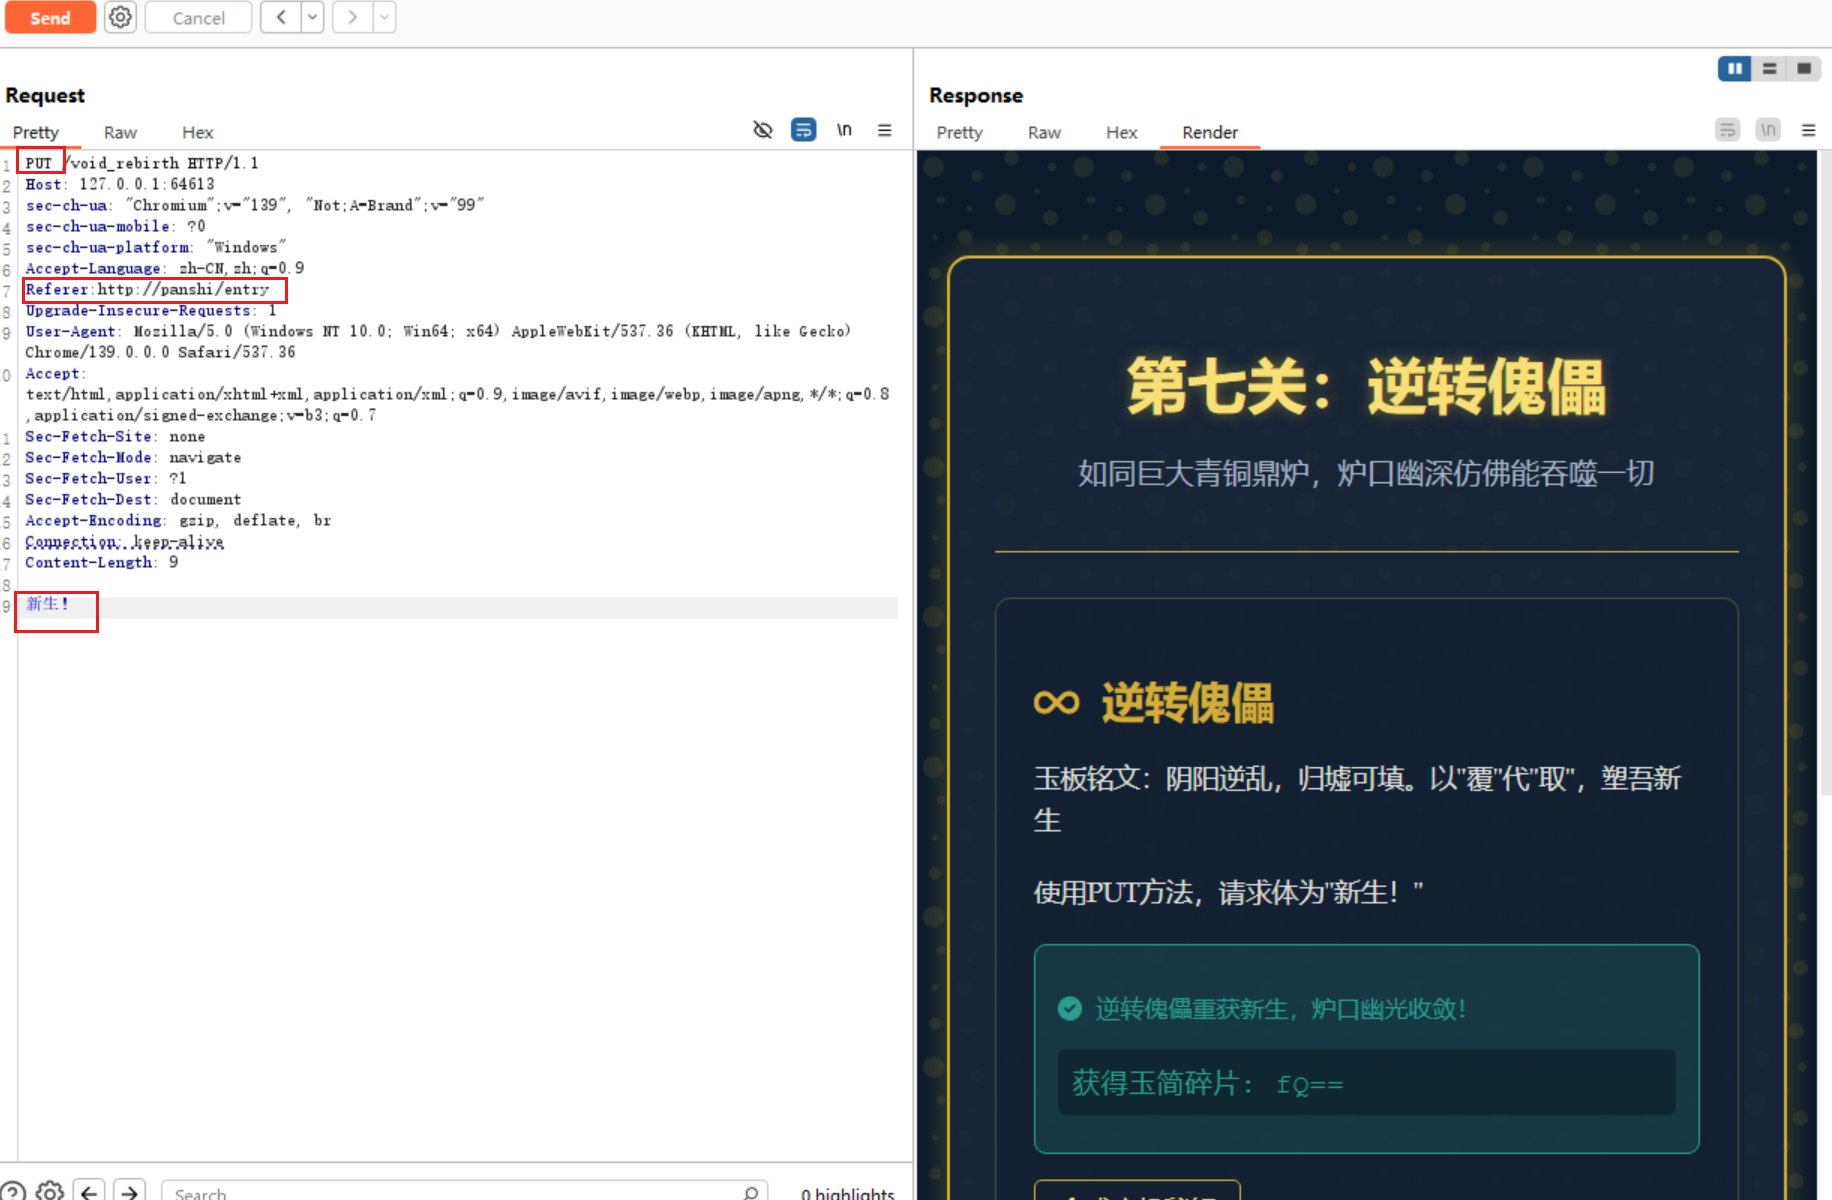 Send
Cancel
Request
Pretty
Raw
Hex
\n
1 PUT /void_rebirth HTTP/1.1
2 Host: 127.0.0.1:64613
3 sec-ch-ua: "Chromium";v="139", "Not;A=Brand";v="99"
4 sec-ch-ua-mobile: ?0
5 sec-ch-ua-platform: "Windows"
6 Accept-Language: zh-CN,zh;q=0.9
7 Referer:http://panshi/entry
8 Upgrade-Insecure-Requests: 1
9 User-Agent: Mozilla/5.0 (Windows NT 10.0; Win64; x64) AppleWebKit/537.36 (KHTML, like Gecko)
Chrome/139.0.0.0 Safari/537.36
0 Accept:
text/html,application/xhtml+xml,application/xml;q=0.9,image/avif,image/webp,image/apng,*/*;q=0.8
,application/signed-exchange;v=b3;q=0.7
1 Sec-Fetch-Site: none
2 Sec-Fetch-Mode: navigate
3 Sec-Fetch-User: ?1
4 Sec-Fetch-Dest: document
5 Accept-Encoding: gzip, deflate, br
6 Connection: keep-alive
7 Content-Length: 9
8
9 新生!
Search
0 highlights
Response
Pretty
Raw
Hex
Render
\n
第七关：逆转傀儡
如同巨大青铜鼎炉，炉口幽深仿佛能吞噬一切
逆转傀儡
玉板铭文：阴阳逆乱，归墟可填。以"覆"代"取"，塑吾新
生
使用PUT方法，请求体为"新生！"
逆转傀儡重获新生，炉口幽光收敛！
获得玉简碎片： fQ==